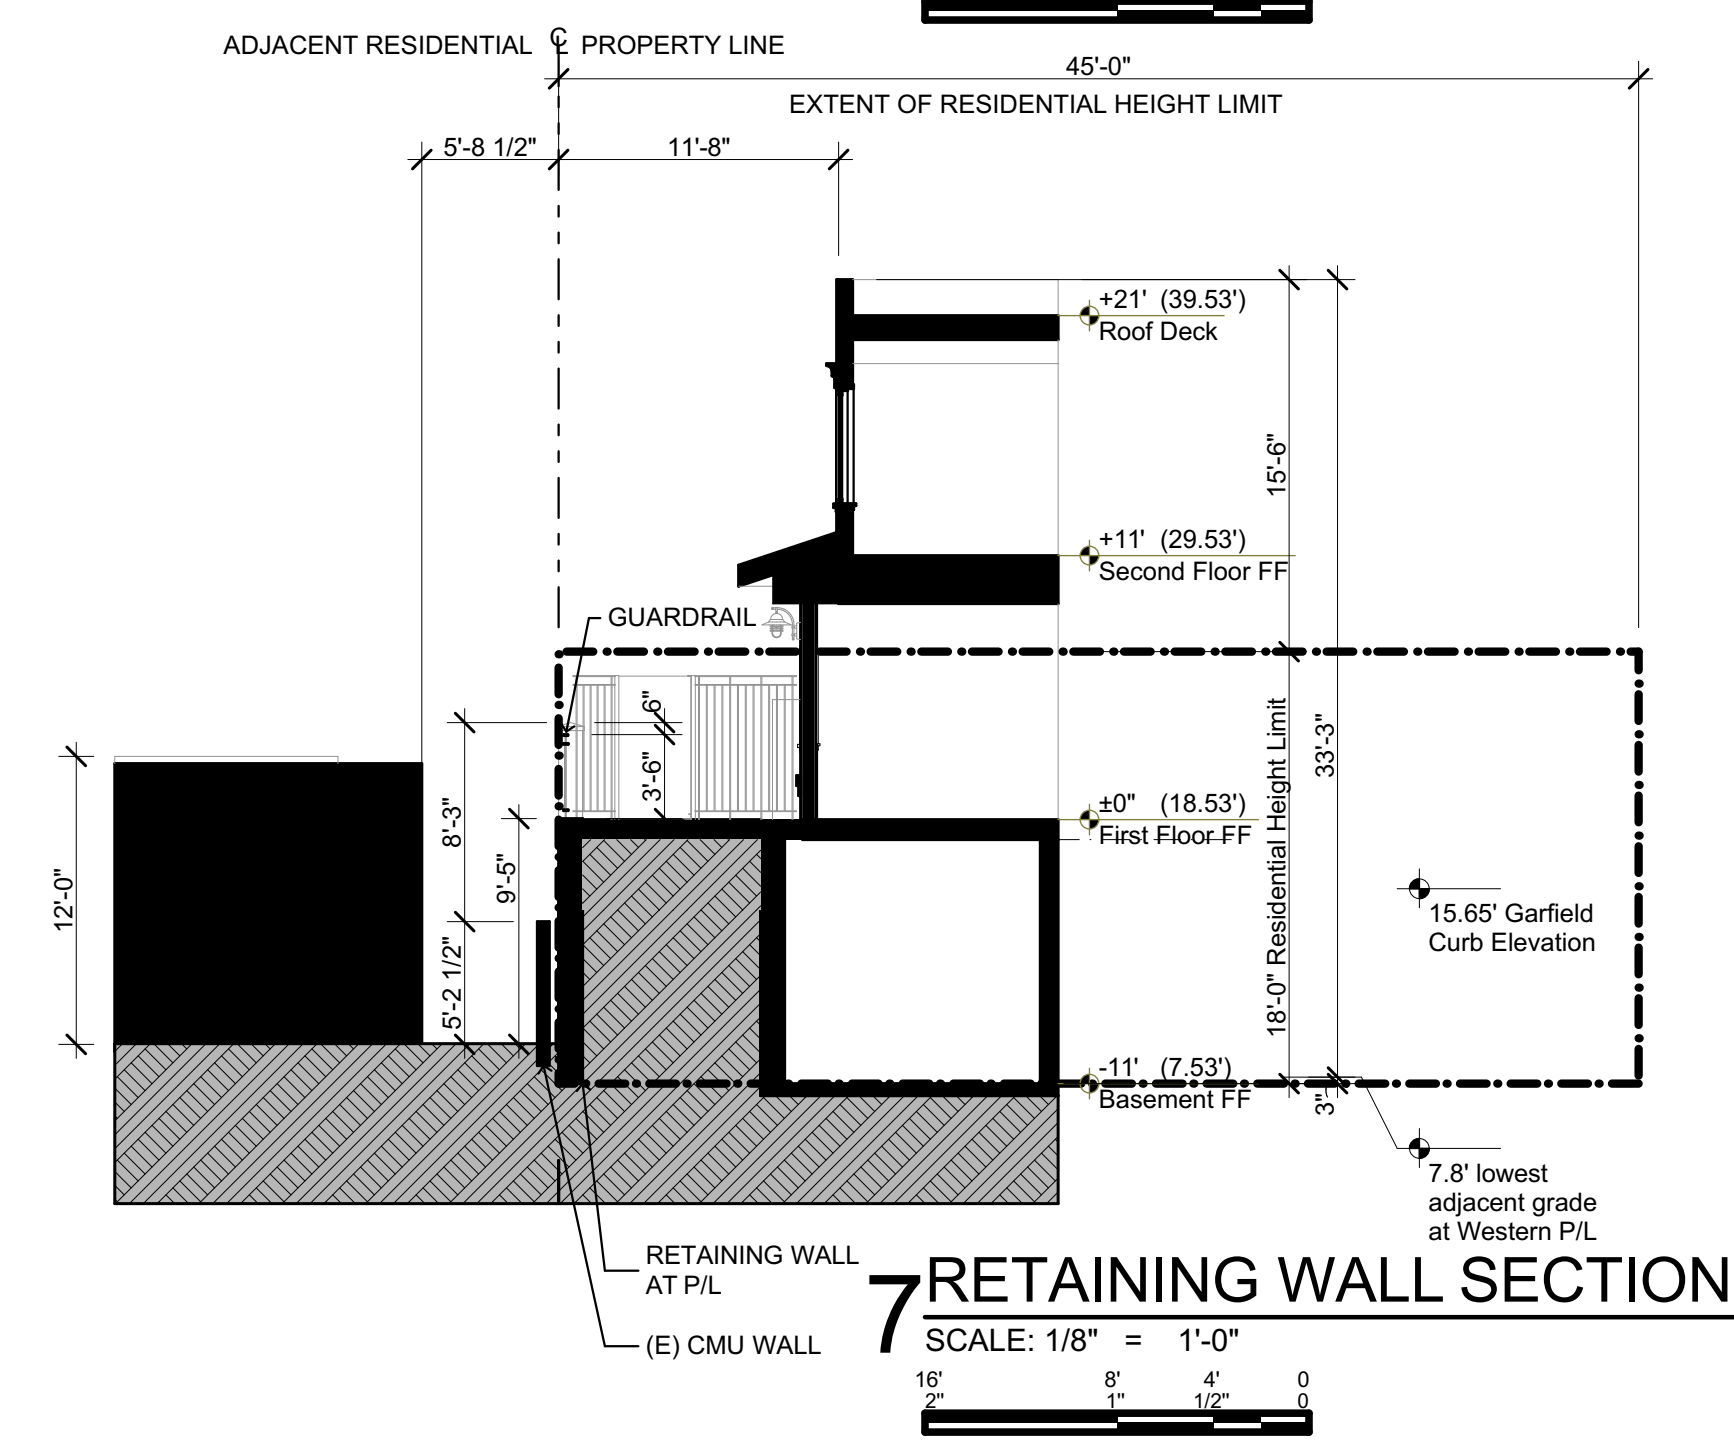 ADJACENT RESIDENTIAL ℄ PROPERTY LINE
45'-0"
EXTENT OF RESIDENTIAL HEIGHT LIMIT
5'-8 1/2"
11'-8"
+21' (39.53')
Roof Deck
15'-6"
+11' (29.53')
Second Floor FF
GUARDRAIL
6"
3'-6"
8'-3"
9'-5"
12'-0"
5'-2 1/2"
±0" (18.53')
First Floor FF
18'-0" Residential Height Limit
33'-3"
15.65' Garfield
Curb Elevation
-11' (7.53')
Basement FF
3"
7.8' lowest
adjacent grade
at Western P/L
RETAINING WALL
AT P/L
(E) CMU WALL
7 RETAINING WALL SECTION
SCALE: 1/8" = 1'-0"
16' 8' 4' 0
2" 1" 1/2" 0